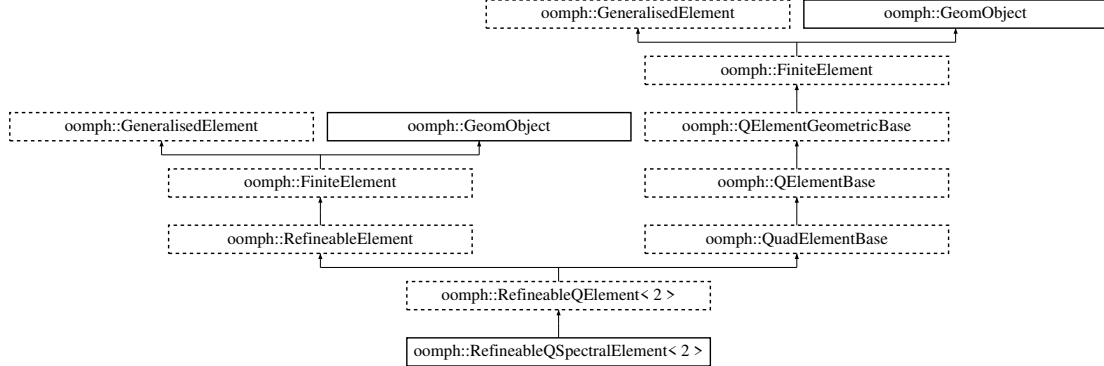 oomph::GeneralisedElement oomph::GeomObject
oomph::FiniteElement
oomph::GeneralisedElement oomph::GeomObject oomph::QElementGeometricBase
oomph::FiniteElement oomph::QElementBase
oomph::RefineableElement oomph::QuadElementBase
oomph::RefineableQElement< 2 >
oomph::RefineableQSpectralElement< 2 >